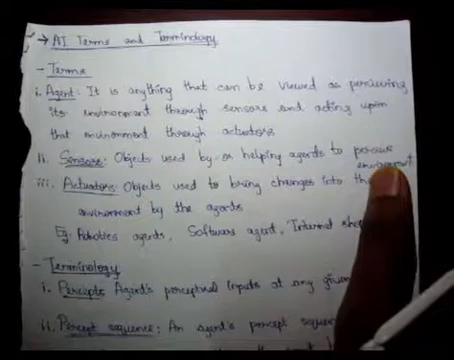 → AI Terms and Terminology
- Terms
i. Agent: It is anything that can be viewed as perceiving
its environment through sensors and acting upon
that environment through actuators
ii. Sensors: Objects used by or helping agents to perceive
environment
iii. Actuators: Objects used to bring changes into the
environment by the agents
Eg: Robotics agents, Software agent, Internet
- Terminology
i. Percepts Agent's perceptual inputs at any given
ii. Percept sequence: An agent's percept